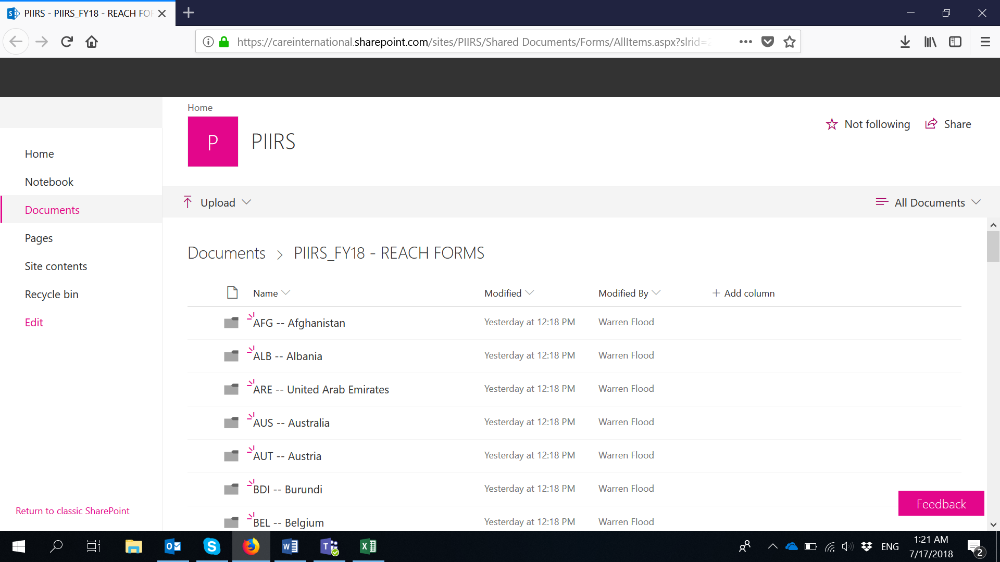 PIIRS - PIIRS_FY18 - REACH FOR
https://careinternational.sharepoint.com/sites/PIIRS/Shared Documents/Forms/AllItems.aspx?slrid=
Home
P
PIIRS
Not following
Share
Home
Notebook
Documents
Pages
Site contents
Recycle bin
Edit
Return to classic SharePoint
Upload
All Documents
Documents > PIIRS_FY18 - REACH FORMS
Name Modified Modified By + Add column
AFG -- Afghanistan Yesterday at 12:18 PM Warren Flood
ALB -- Albania Yesterday at 12:18 PM Warren Flood
ARE -- United Arab Emirates Yesterday at 12:18 PM Warren Flood
AUS -- Australia Yesterday at 12:18 PM Warren Flood
AUT -- Austria Yesterday at 12:18 PM Warren Flood
BDI -- Burundi Yesterday at 12:18 PM Warren Flood
BEL -- Belgium Yesterday at 12:18 PM Warren Flood
Feedback
ENG
1:21 AM
7/17/2018
2